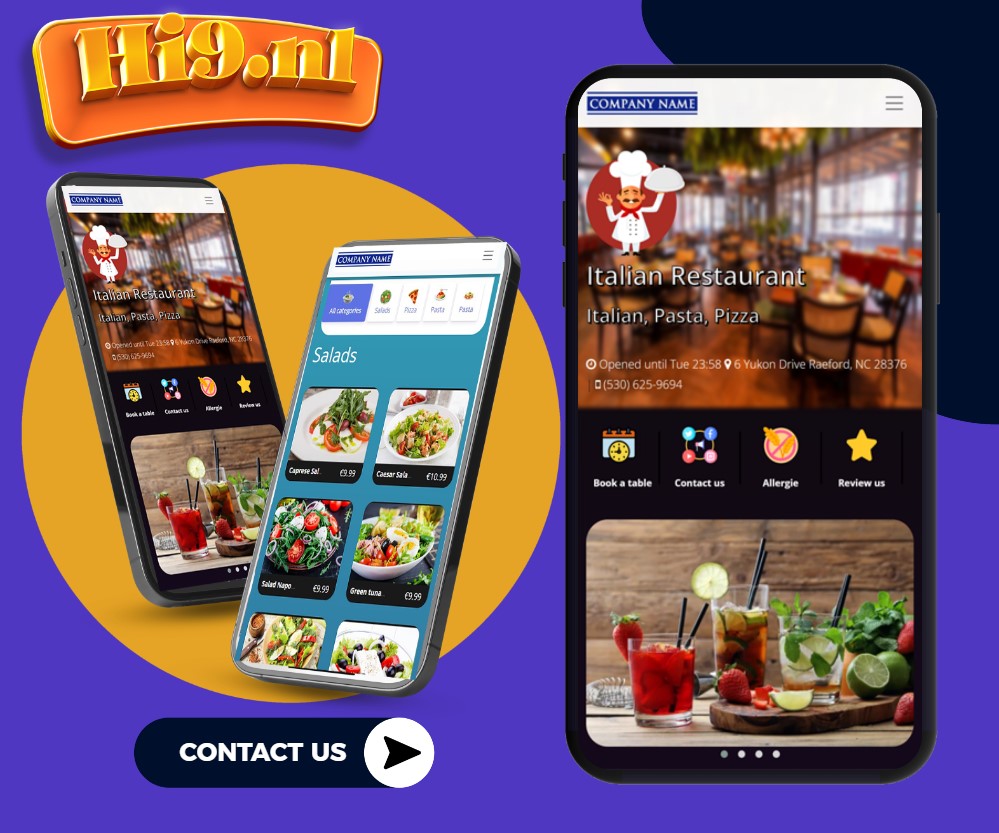 Hi9.nl
COMPANY NAME
Italian Restaurant
Italian, Pasta, Pizza
Opened until Tue 23:58 6 Yukon Drive Raeford, NC 28376
(530) 625-9694
Book a table Contact us Allergie Review us
COMPANY NAME
All categories Salads Pizza Pasta Pasta
Salads
Caprese Sal... €9.99 Caesar Sala... €10.99
Salad Napo... €9.99 Green tuna... €9.99
CONTACT US
COMPANY NAME
Italian Restaurant
Italian, Pasta, Pizza
Opened until Tue 23:58 6 Yukon Drive Raeford, NC 28376
(530) 625-9694
Book a table Contact us Allergie Review us